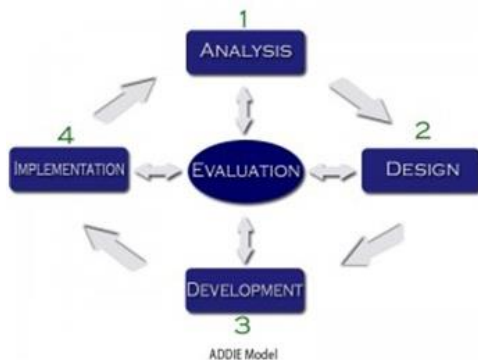 1
ANALYSIS
4
2
IMPLEMENTATION
EVALUATION
DESIGN
DEVELOPMENT
3
ADDIE Model